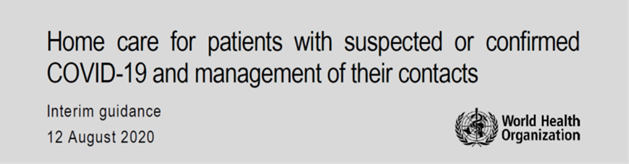 Home care for patients with suspected or confirmed
COVID-19 and management of their contacts
Interim guidance
12 August 2020
World Health
Organization